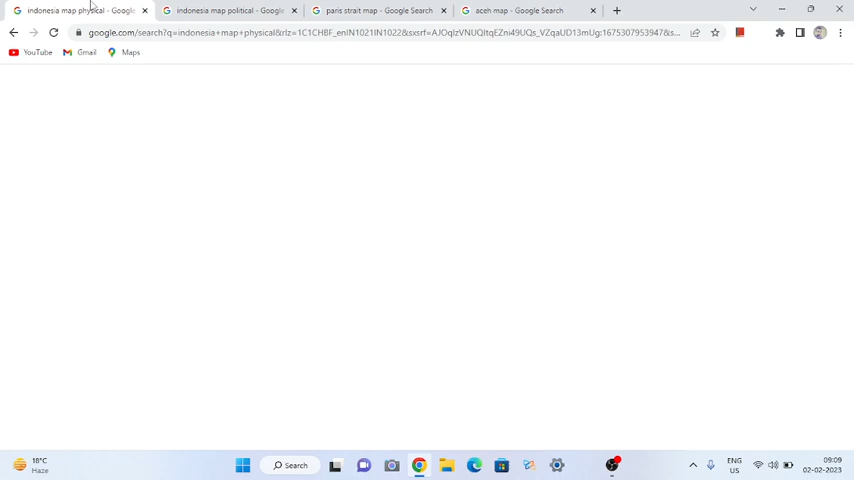 indonesia map physical - Google
indonesia map political - Google
paris strait map - Google Search
aceh map - Google Search
google.com/search?q=indonesia+map+physical&rlz=1C1CHBF_enIN1021IN1022&sxsrf=AJOqlzVNUQltqEZni49UQs_VZqaUD13mUg:1675307953947&s...
YouTube
Gmail
Maps
18°C
Haze
Search
ENG
US
09:09
02-02-2023